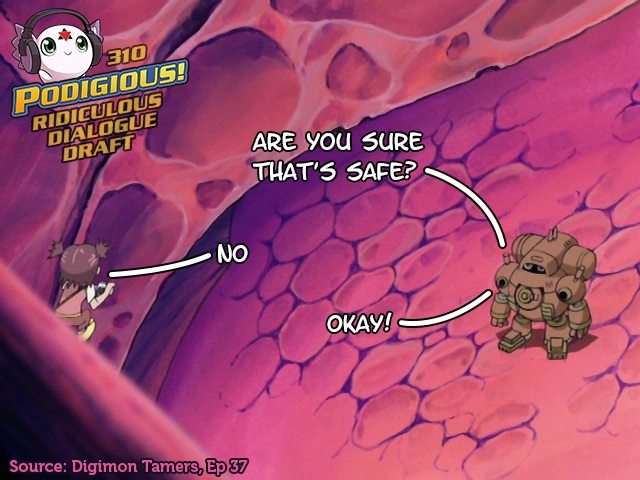 310
PODIGIOUS!
RIDICULOUS
DIALOGUE
DRAFT
ARE YOU SURE
THAT'S SAFE?
NO
OKAY!
Source: Digimon Tamers, Ep 37